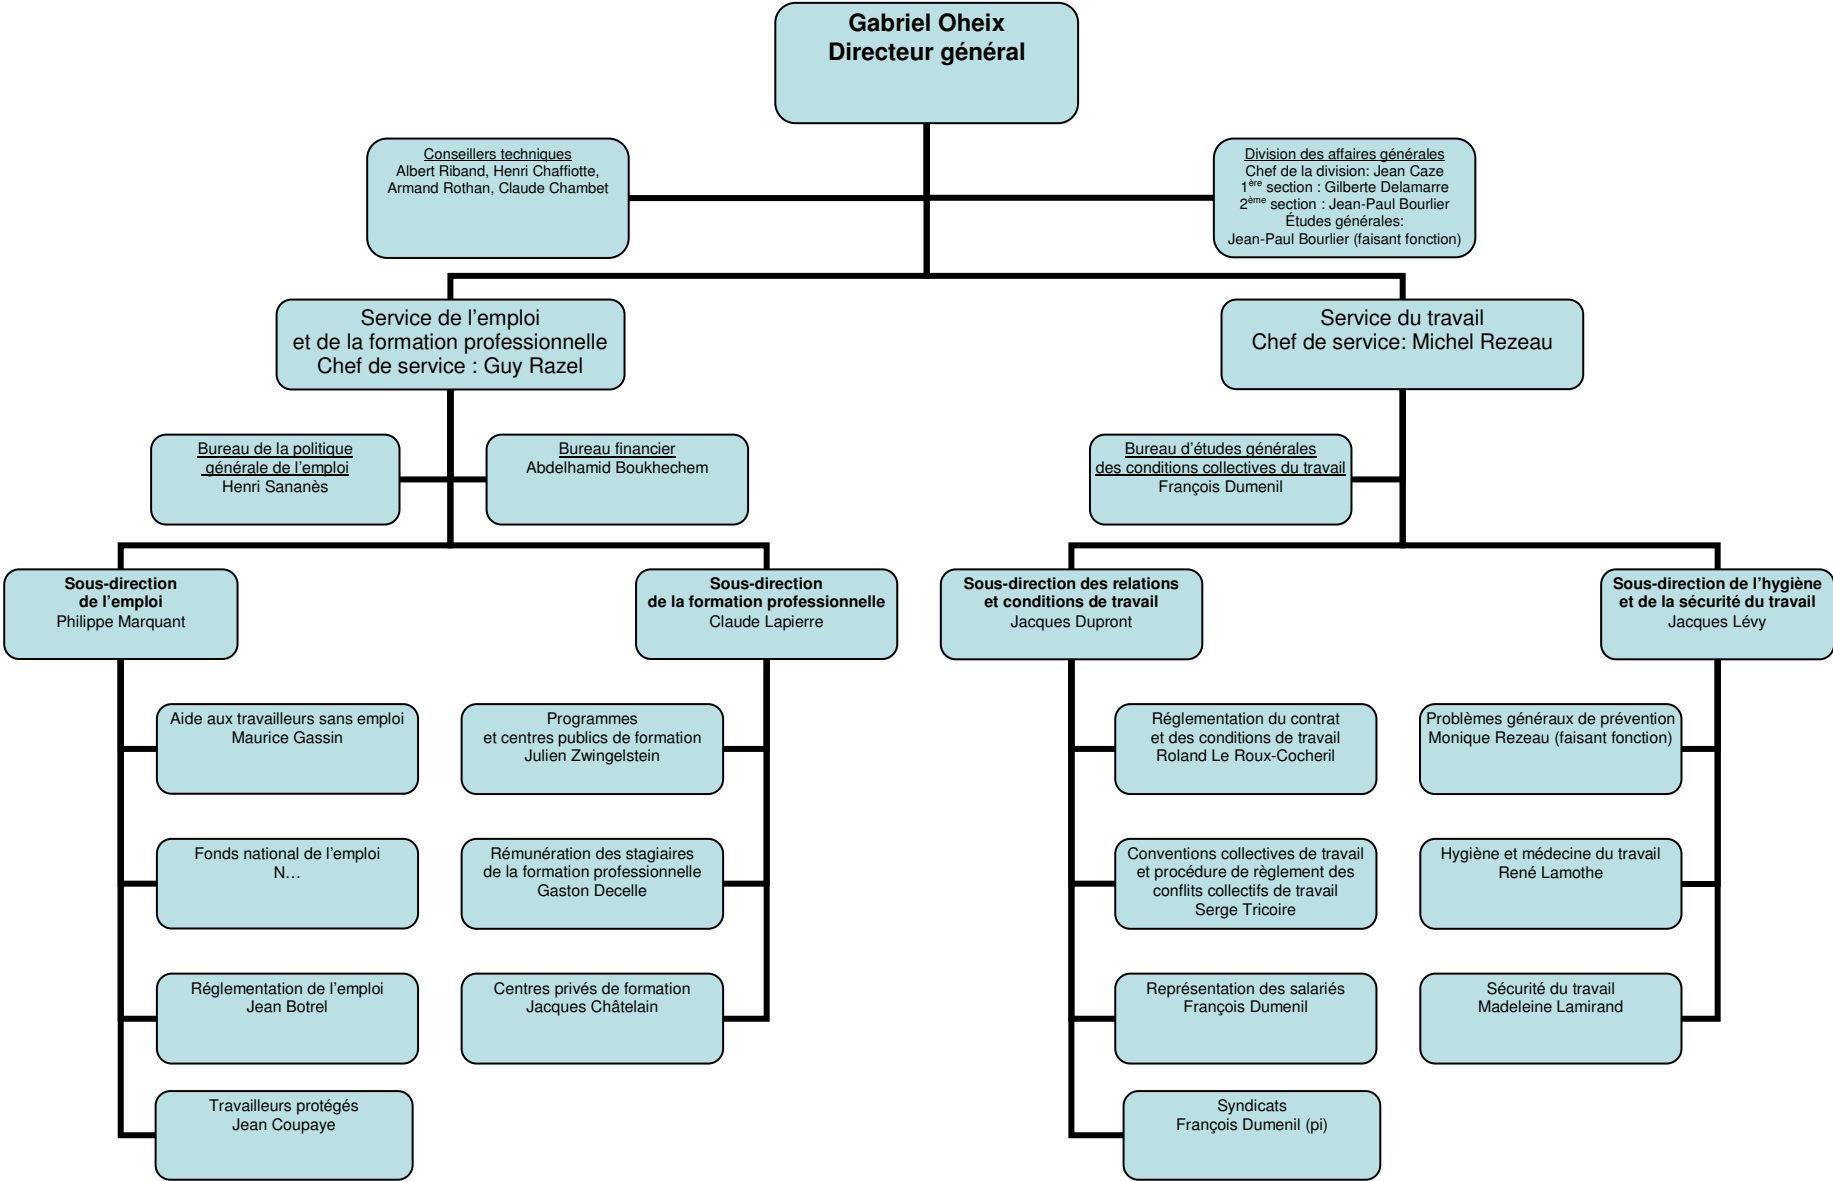 Gabriel Oheix
Directeur général
Conseillers techniques
Albert Riband, Henri Chaffiotte,
Armand Rothan, Claude Chambet
Division des affaires générales
Chef de la division: Jean Caze
1ère section : Gilberte Delamarre
2ème section : Jean-Paul Bourlier
Études générales:
Jean-Paul Bourlier (faisant fonction)
Service de l’emploi
et de la formation professionnelle
Chef de service : Guy Razel
Service du travail
Chef de service: Michel Rezeau
Bureau de la politique
générale de l’emploi
Henri Sananès
Bureau financier
Abdelhamid Boukhechem
Bureau d’études générales
des conditions collectives du travail
François Dumenil
Sous-direction
de l’emploi
Philippe Marquant
Sous-direction
de la formation professionnelle
Claude Lapierre
Sous-direction des relations
et conditions de travail
Jacques Dupront
Sous-direction de l’hygiène
et de la sécurité du travail
Jacques Lévy
Aide aux travailleurs sans emploi
Maurice Gassin
Programmes
et centres publics de formation
Julien Zwingelstein
Réglementation du contrat
et des conditions de travail
Roland Le Roux-Cocheril
Problèmes généraux de prévention
Monique Rezeau (faisant fonction)
Fonds national de l’emploi
N…
Rémunération des stagiaires
de la formation professionnelle
Gaston Decelle
Conventions collectives de travail
et procédure de règlement des
conflits collectifs de travail
Serge Tricoire
Hygiène et médecine du travail
René Lamothe
Réglementation de l’emploi
Jean Botrel
Centres privés de formation
Jacques Châtelain
Représentation des salariés
François Dumenil
Sécurité du travail
Madeleine Lamirand
Travailleurs protégés
Jean Coupaye
Syndicats
François Dumenil (pi)